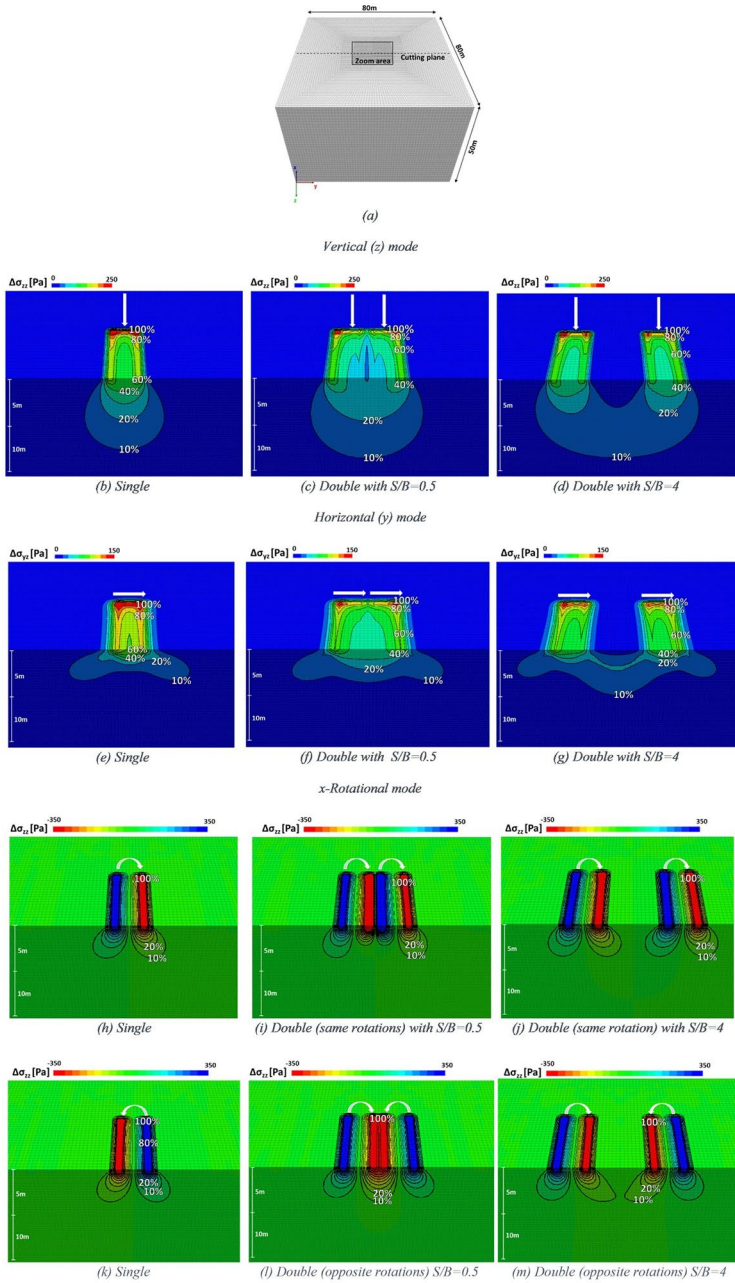 80m
80m
Zoom area
Cutting plane
50m
x
y
z
(a)
Vertical (z) mode
Δσzz [Pa] 0 250
Δσzz [Pa] 0 250
Δσzz [Pa] 0 250
100%
80%
60%
40%
20%
10%
5m
10m
100%
80%
60%
40%
20%
10%
5m
10m
100%
80%
60%
40%
20%
10%
5m
10m
(b) Single
(c) Double with S/B=0.5
(d) Double with S/B=4
Horizontal (y) mode
Δσyz [Pa] 0 150
Δσyz [Pa] 0 150
Δσyz [Pa] 0 150
100%
80%
60%
40%
20%
10%
5m
10m
100%
80%
60%
40%
20%
10%
5m
10m
100%
80%
60%
40%
20%
10%
5m
10m
(e) Single
(f) Double with S/B=0.5
(g) Double with S/B=4
x-Rotational mode
Δσzz [Pa] -350 350
Δσzz [Pa] -350 350
Δσzz [Pa] -350 350
100%
20%
10%
5m
10m
100%
20%
10%
5m
10m
100%
20%
10%
5m
10m
(h) Single
(i) Double (same rotations) with S/B=0.5
(j) Double (same rotation) with S/B=4
Δσzz [Pa] -350 350
Δσzz [Pa] -350 350
Δσzz [Pa] -350 350
100%
80%
20%
10%
5m
10m
100%
20%
10%
5m
10m
100%
20%
10%
5m
10m
(k) Single
(l) Double (opposite rotations) S/B=0.5
(m) Double (opposite rotations) S/B=4